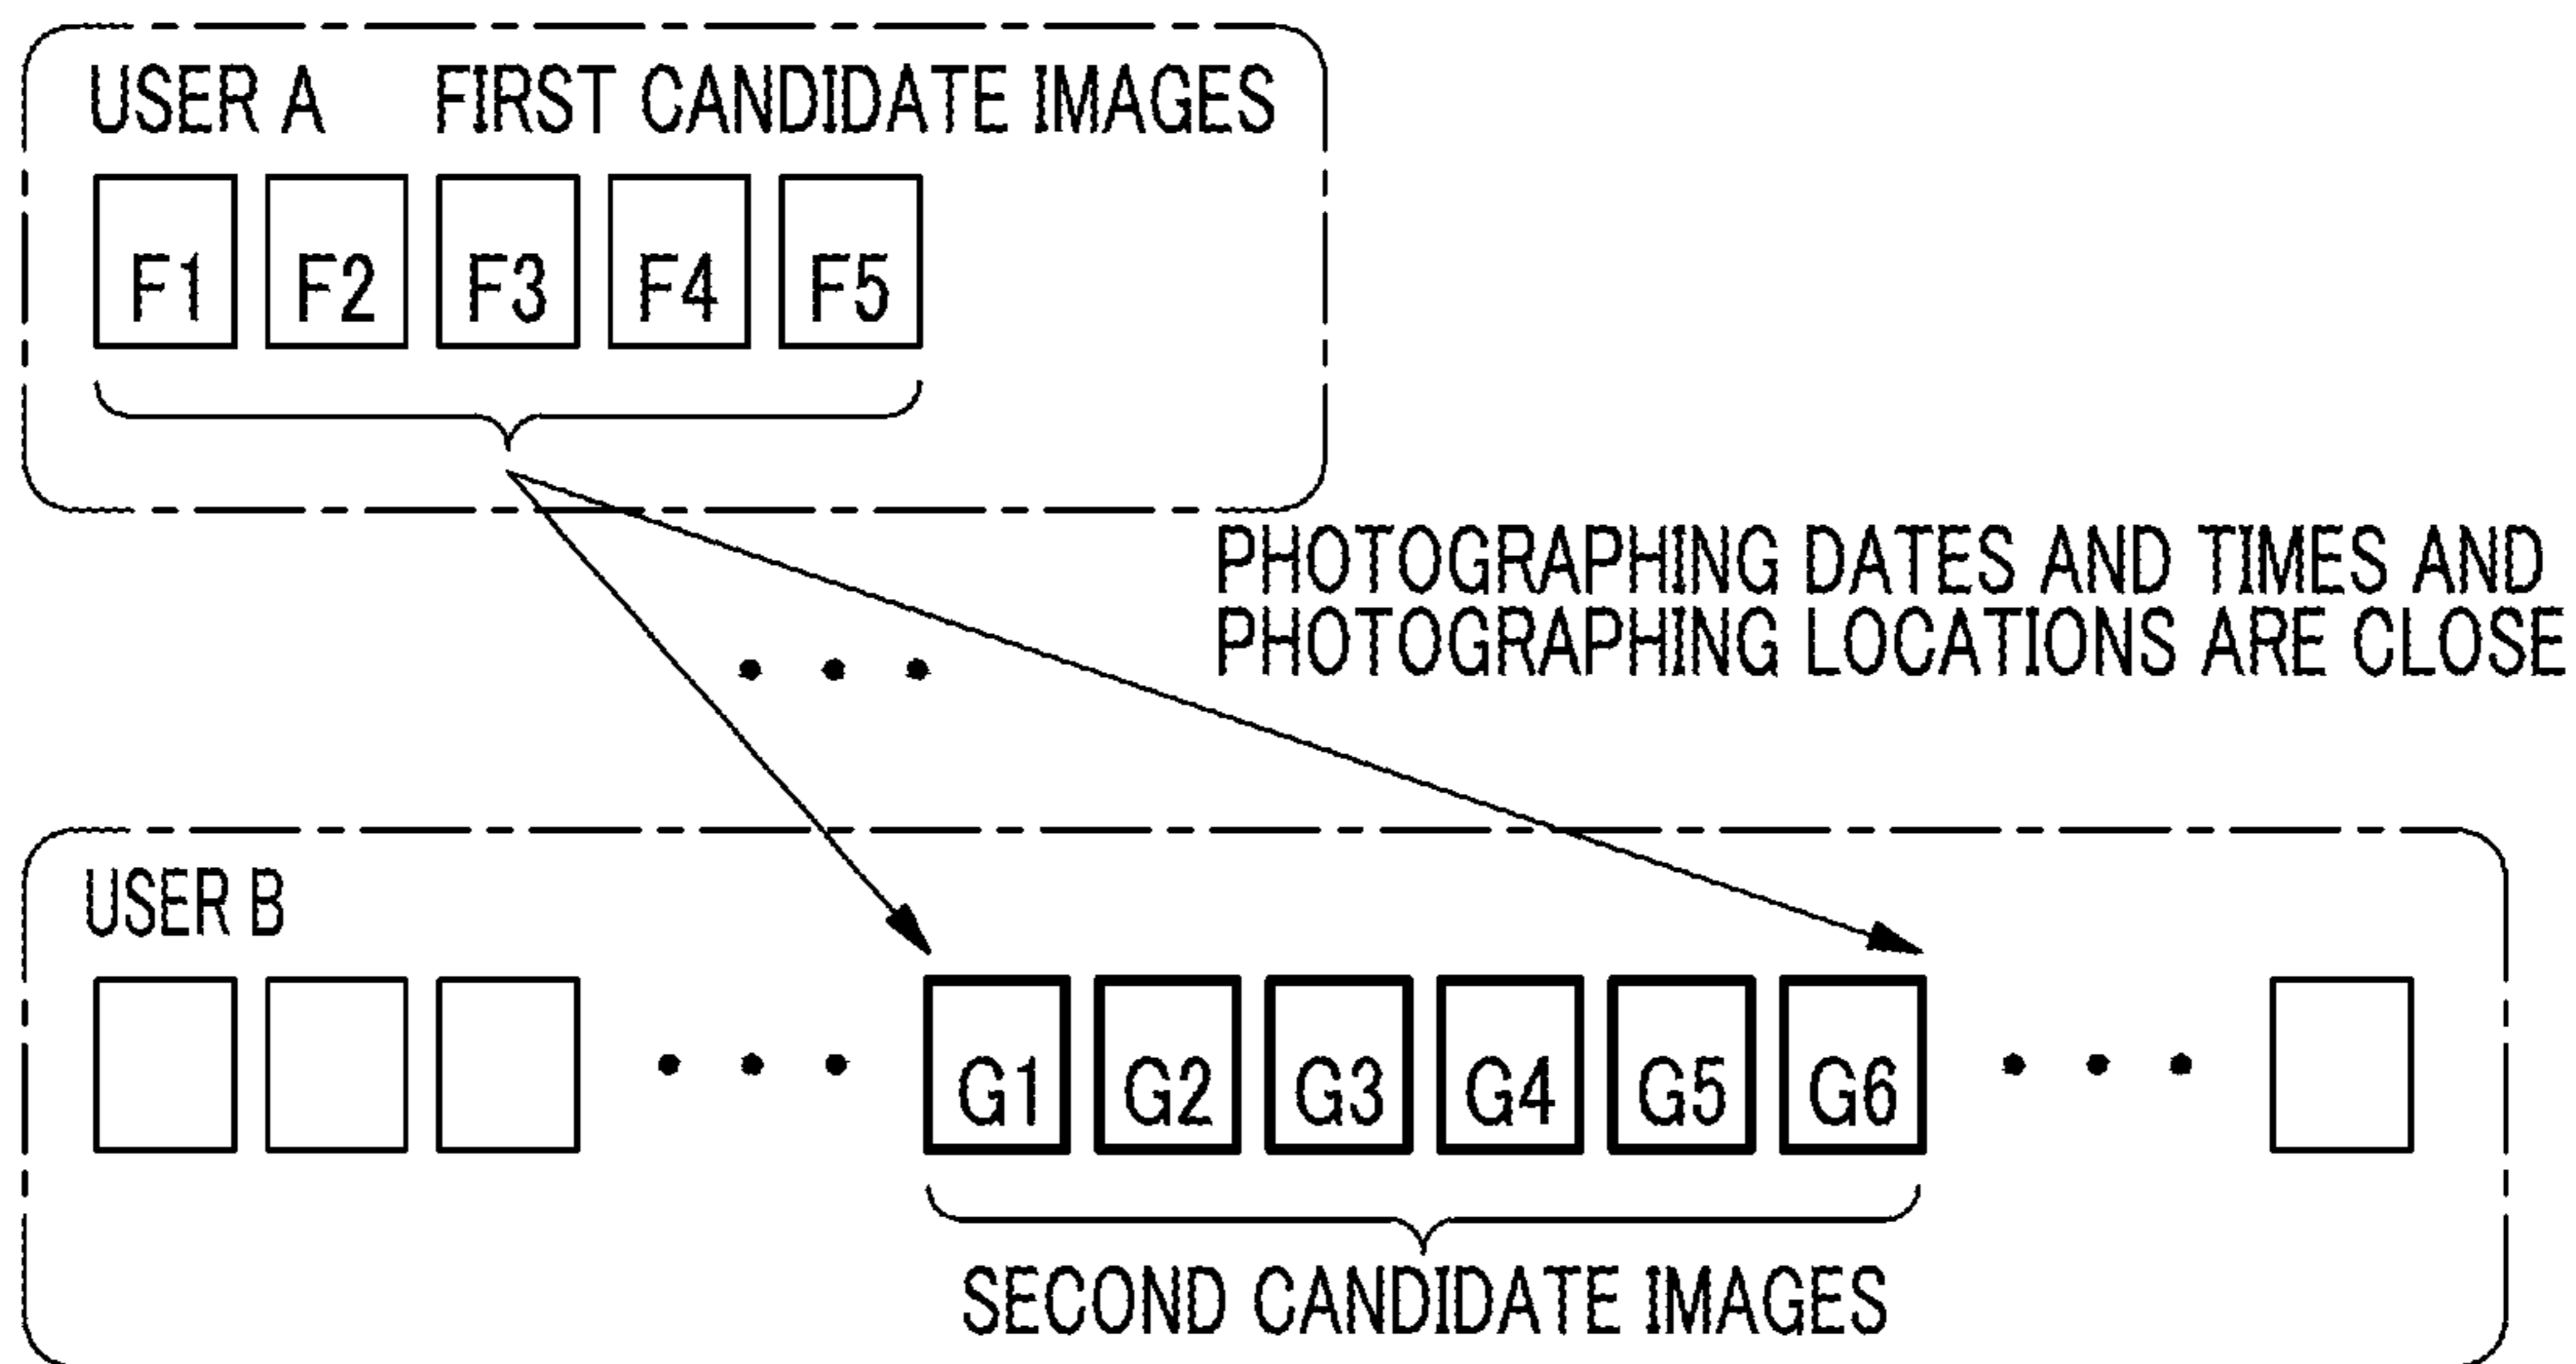 USER A FIRST CANDIDATE IMAGES
F1 F2 F3 F4 F5
PHOTOGRAPHING DATES AND TIMES AND
PHOTOGRAPHING LOCATIONS ARE CLOSE
USER B
G1 G2 G3 G4 G5 G6
SECOND CANDIDATE IMAGES